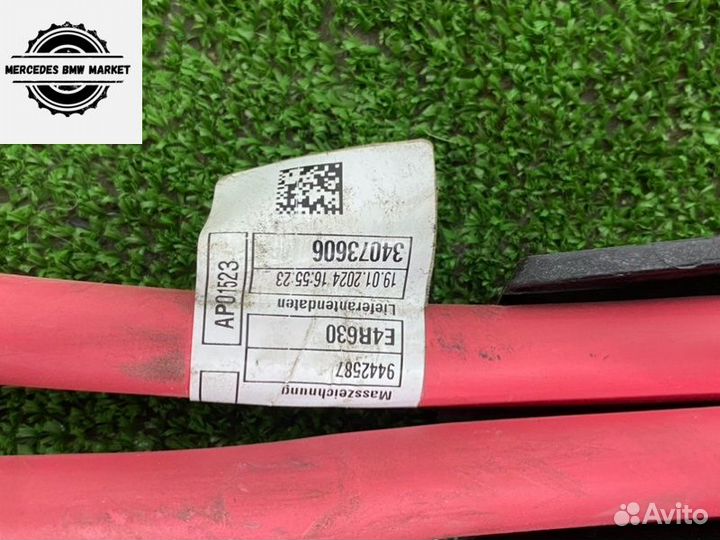 MERCEDES BMW MARKET
Masszeichnung
9442587
E4R630
Lieferantendaten
19.01.2024 16:55:23
34073606
AP01523
Avito